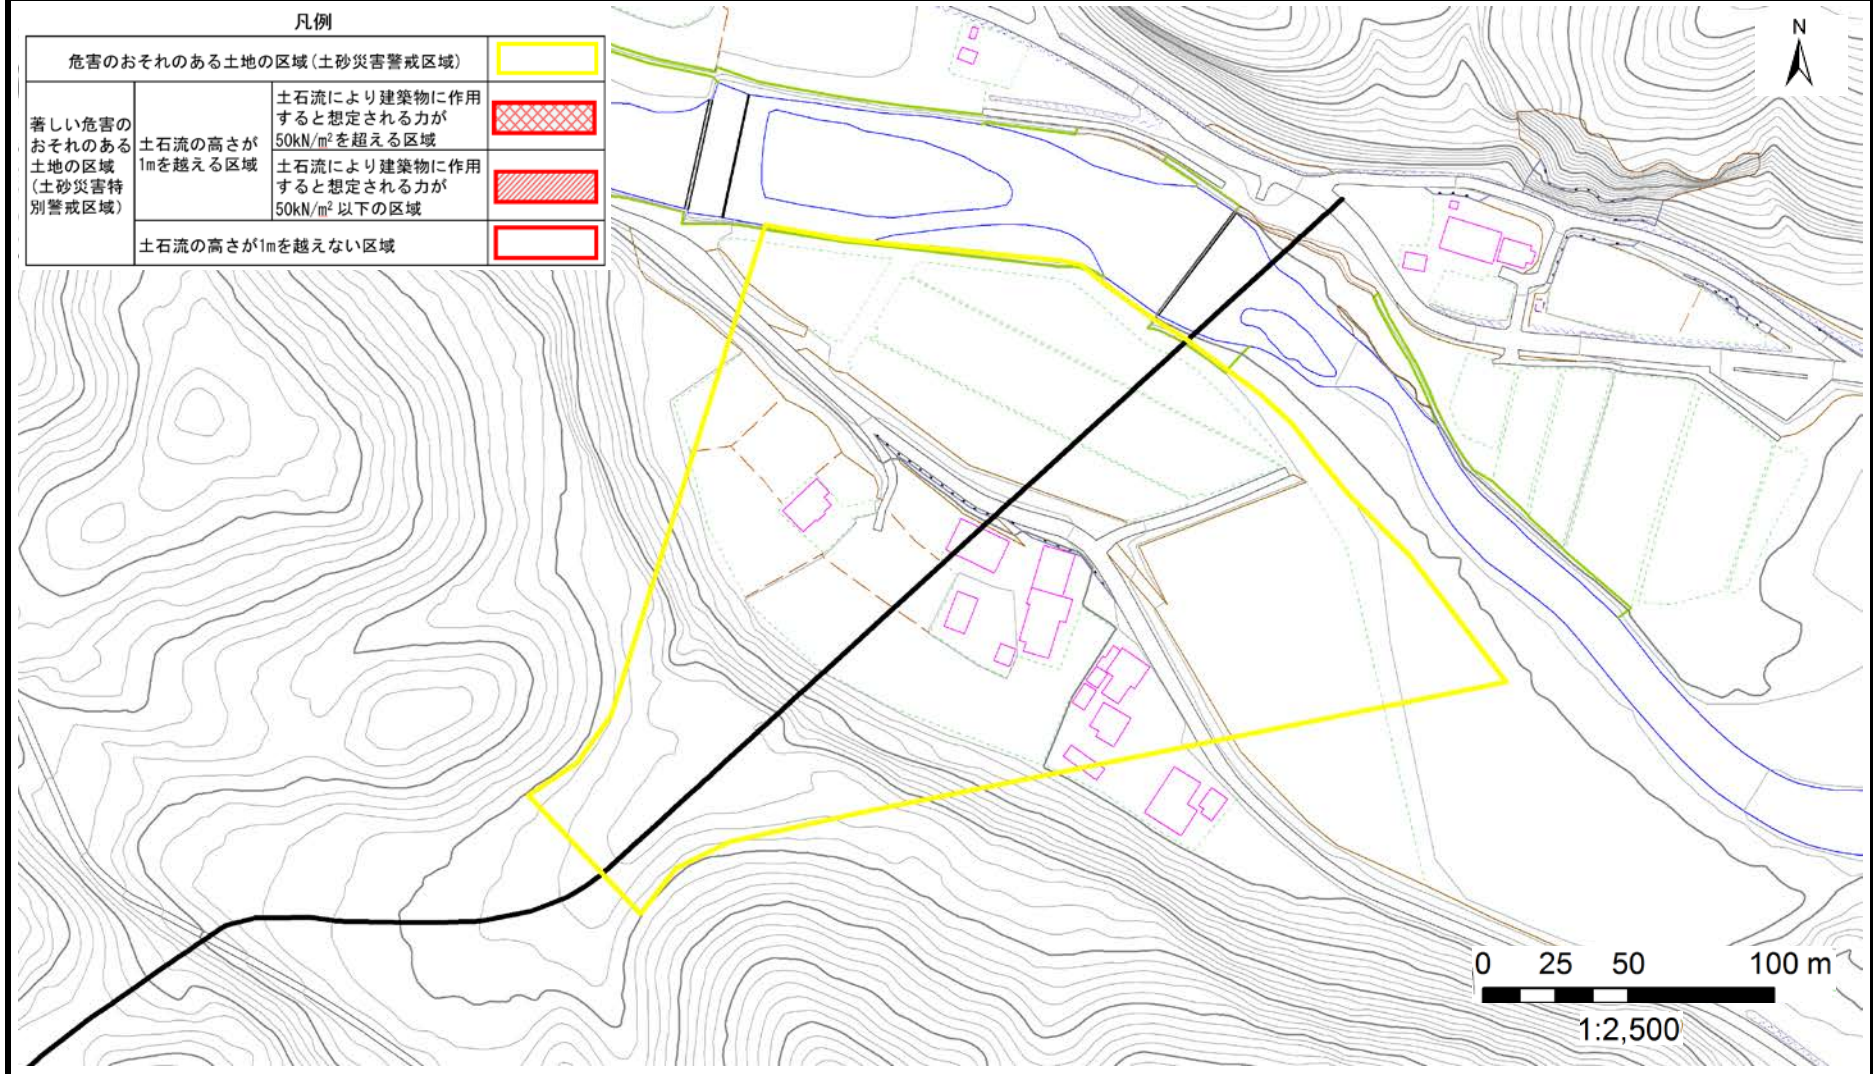 凡例
危害のおそれのある土地の区域(土砂災害警戒区域)
著しい危害の
おそれのある
土地の区域
(土砂災害特
別警戒区域)
土石流の高さが
1mを越える区域
土石流により建築物に作用
すると想定される力が
50kN/m²を超える区域
土石流により建築物に作用
すると想定される力が
50kN/m²以下の区域
土石流の高さが1mを越えない区域
N
0 25 50 100 m
1:2,500